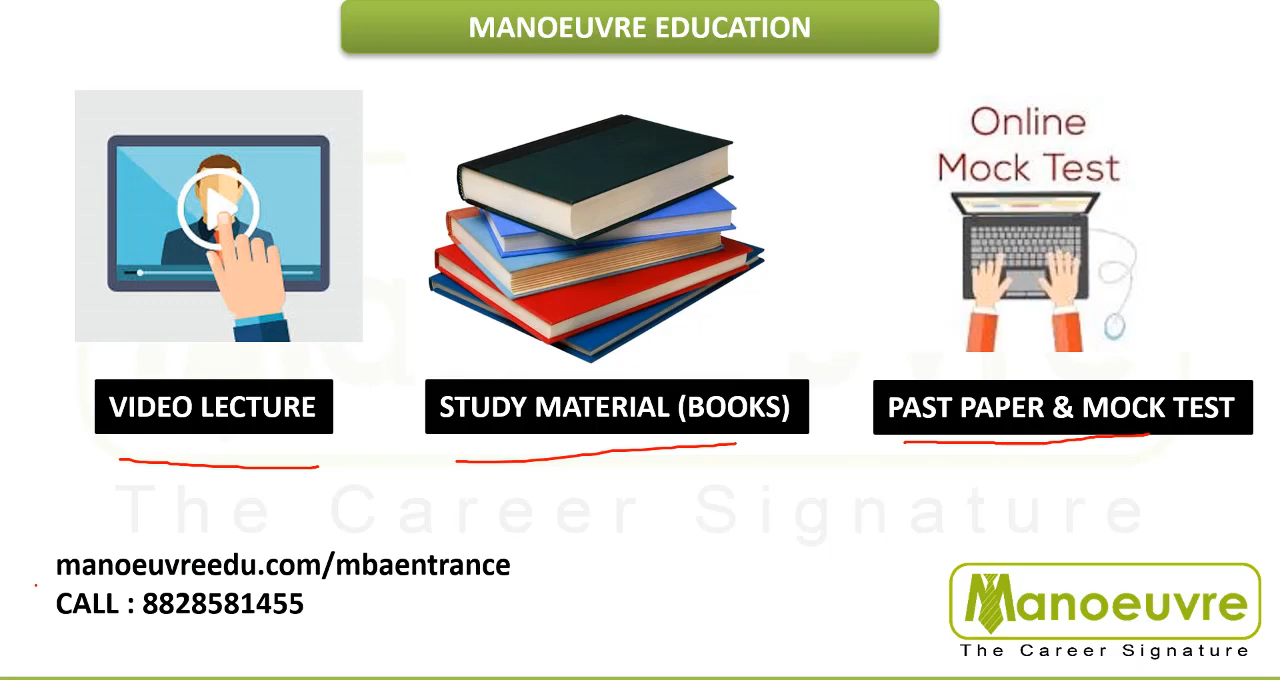 MANOEUVRE EDUCATION
Online
Mock Test
VIDEO LECTURE
STUDY MATERIAL (BOOKS)
PAST PAPER & MOCK TEST
The Career Signature
manoeuvreedu.com/mbaentrance
CALL : 8828581455
Manoeuvre
The Career Signature